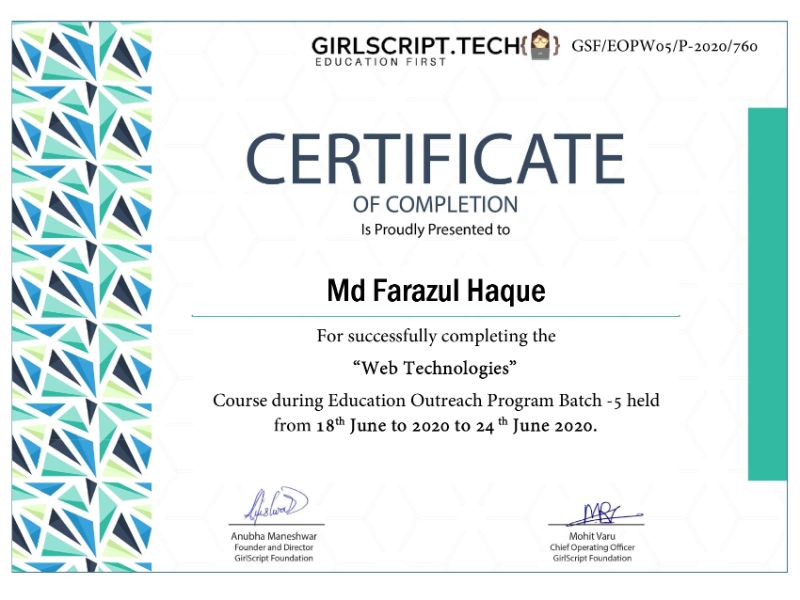 GIRLSCRIPT.TECH{ } GSF/EOPW05/P-2020/760
EDUCATION FIRST
CERTIFICATE
OF COMPLETION
Is Proudly Presented to
Md Farazul Haque
For successfully completing the
“Web Technologies”
Course during Education Outreach Program Batch -5 held
from 18th June to 2020 to 24 th June 2020.
Anubha Maneshwar
Founder and Director
GirlScript Foundation
Mohit Varu
Chief Operating Officer
GirlScript Foundation